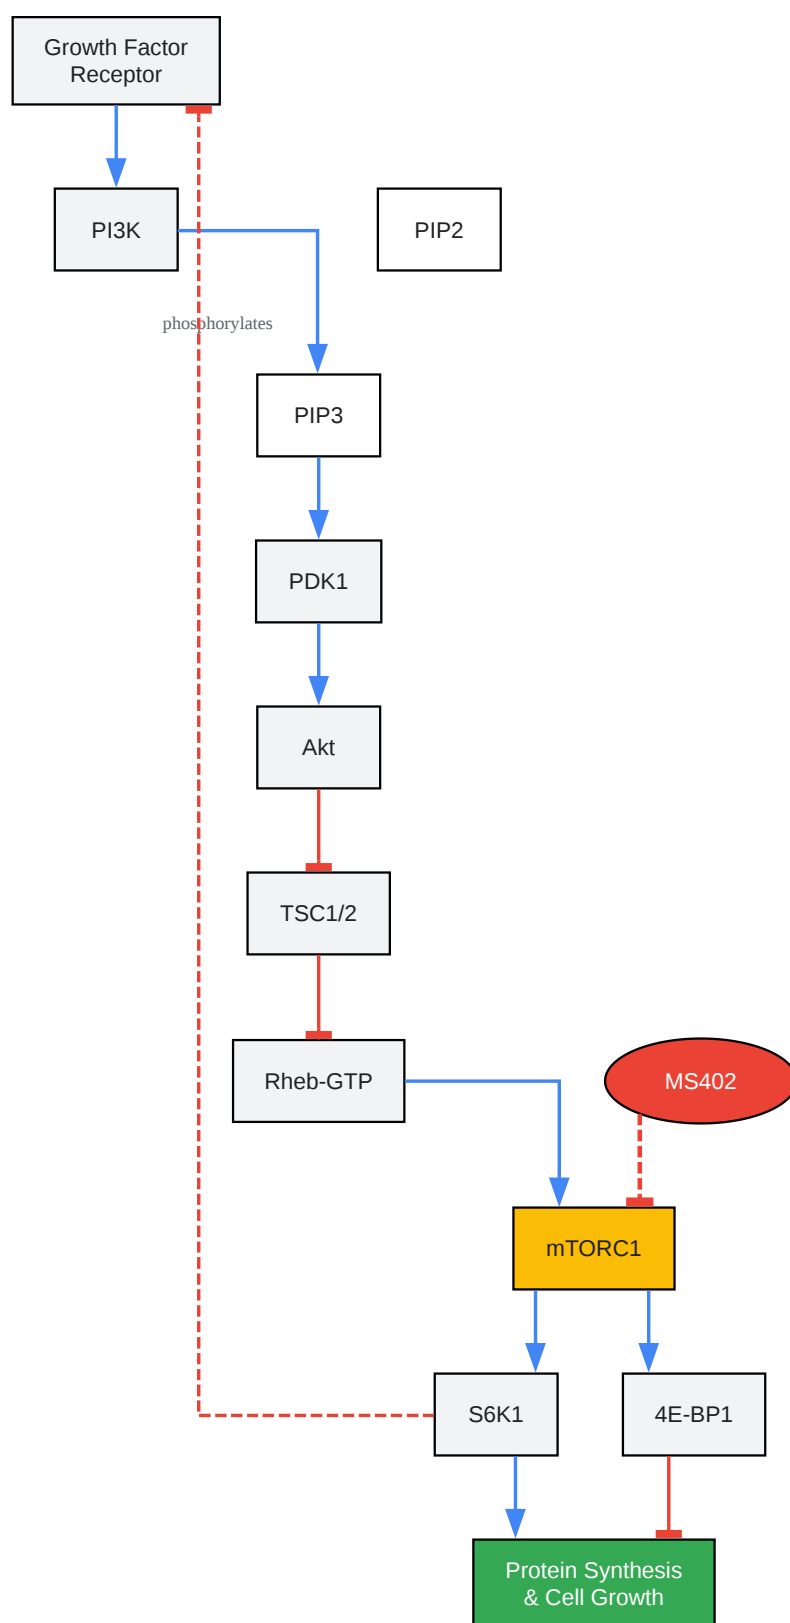 Growth Factor
Receptor
PI3K
PIP2
phosphorylates
PIP3
PDK1
Akt
TSC1/2
Rheb-GTP
MS402
mTORC1
S6K1
4E-BP1
Protein Synthesis
& Cell Growth